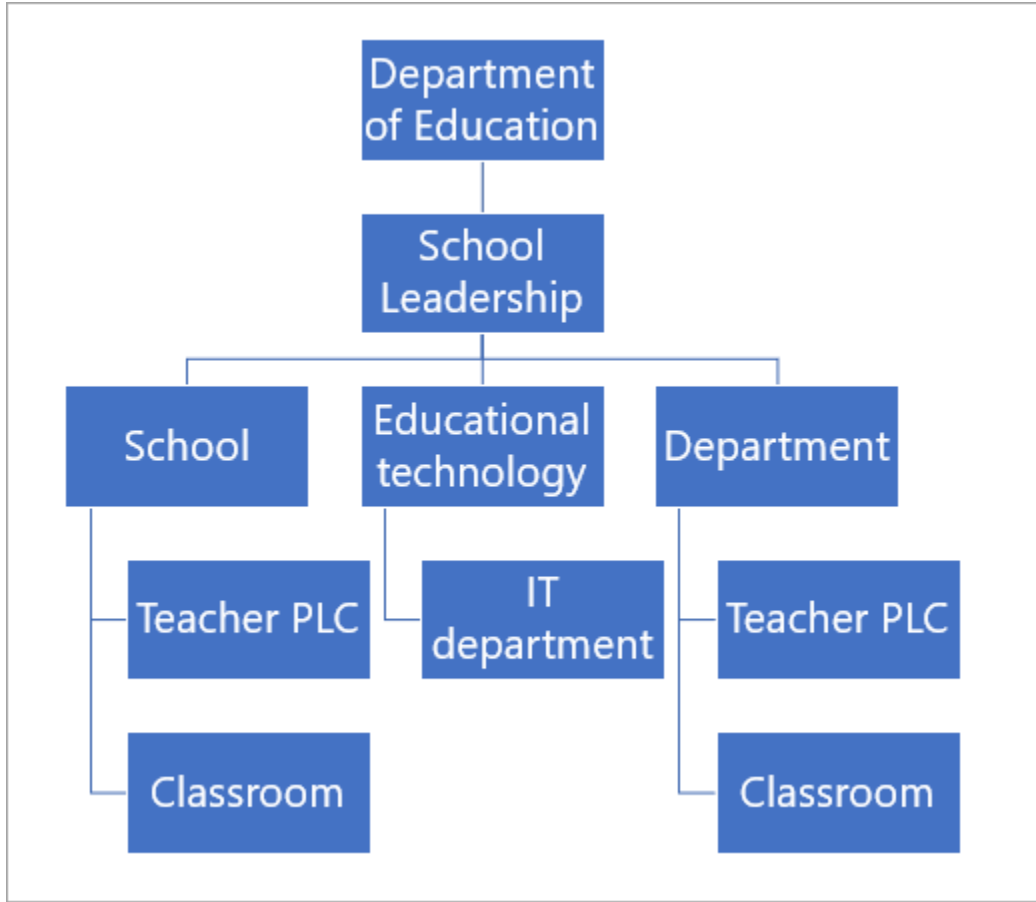 Department
of Education
School
Leadership
School
Educational
technology
Department
Teacher PLC
IT
department
Teacher PLC
Classroom
Classroom